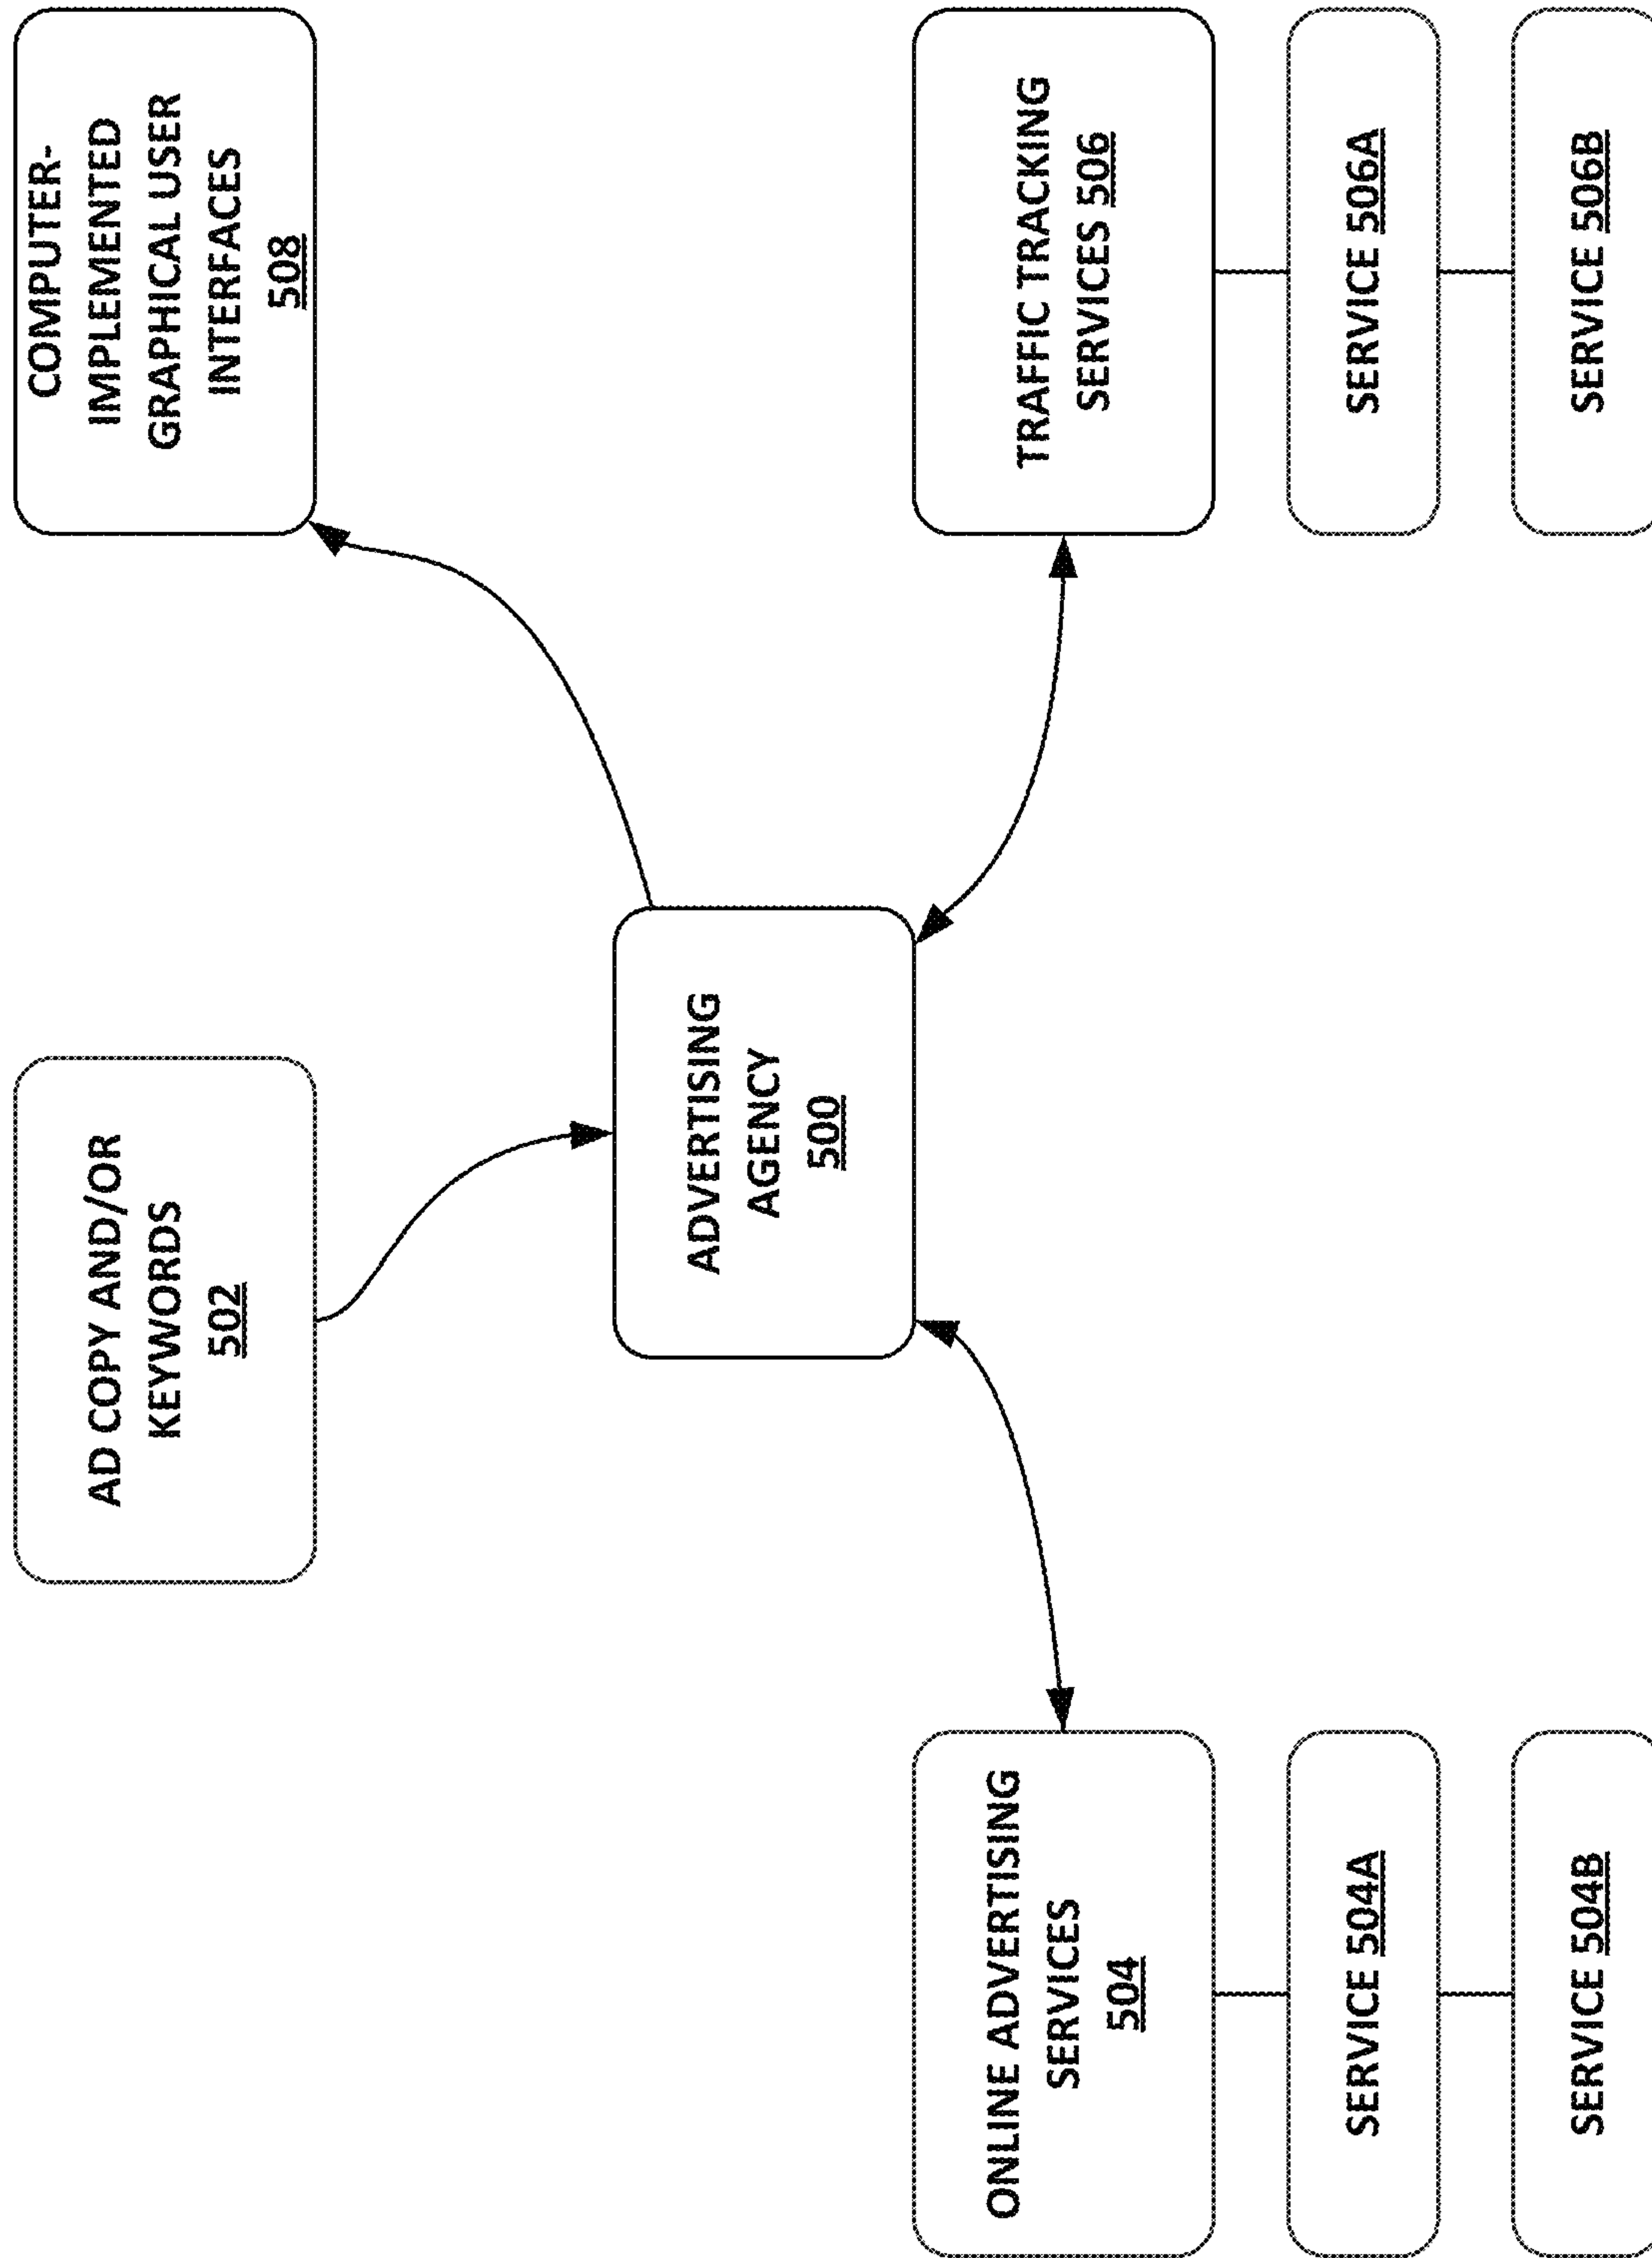 AD COPY AND/OR
KEYWORDS
502
COMPUTER-
IMPLEMENTED
GRAPHICAL USER
INTERFACES
508
ADVERTISING
AGENCY
500
ONLINE ADVERTISING
SERVICES
504
SERVICE 504A
SERVICE 504B
TRAFFIC TRACKING
SERVICES 506
SERVICE 506A
SERVICE 506B